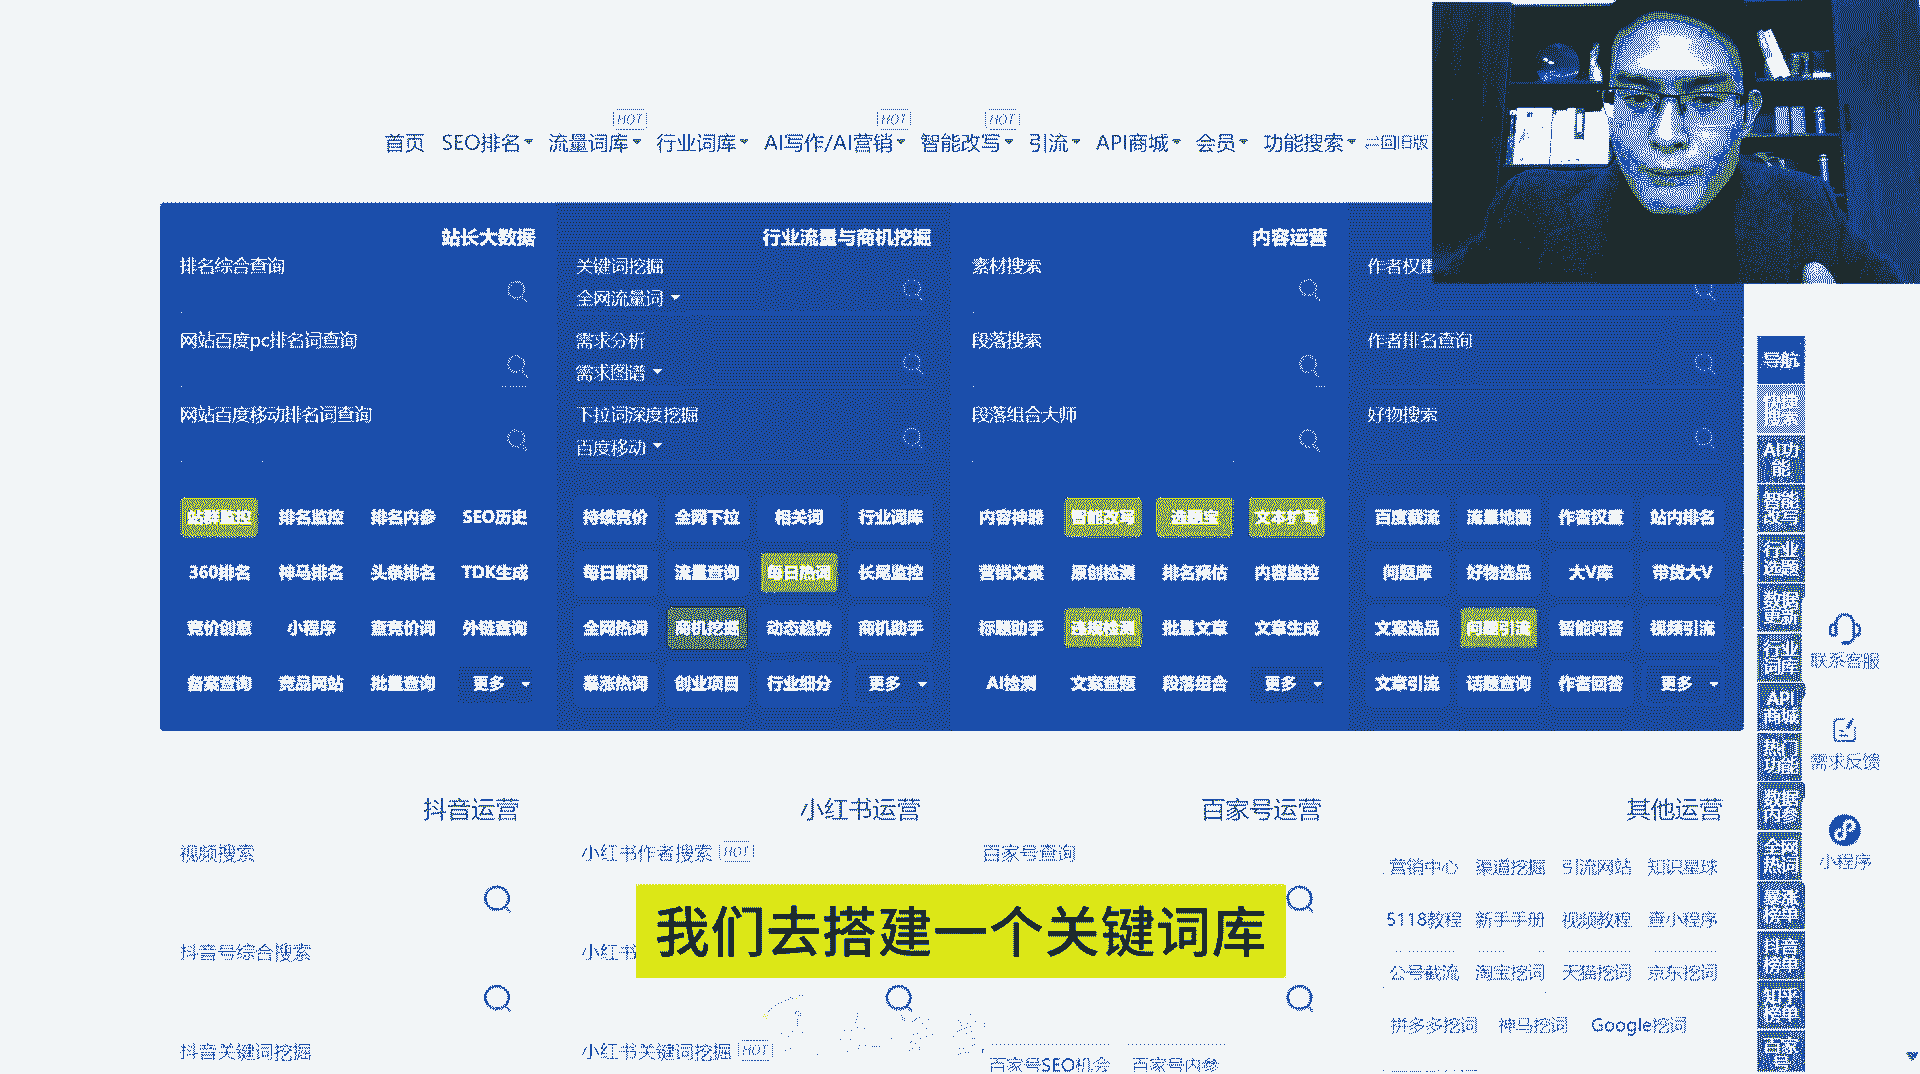 HOT HOT HOT
首页 SEO排名 流量词库 行业词库 AI写作/AI营销 智能改写 引流 API商城 会员 功能搜索 回旧版
站长大数据 行业流量与商机挖掘 内容运营
排名综合查询 关键词挖掘 素材搜索 作者权重
全网流量词
网站百度pc排名词查询 需求分析 段落搜索 作者排名查询
需求图谱
网站百度移动排名词查询 下拉词深度挖掘 段落组合大师 好物搜索
百度移动
站群监控 排名监控 排名内参 SEO历史 持续竞价 全网下拉 相关词 行业词库 内容神器 智能改写 选题宝 文本扩写 百度截流 流量地图 作者权重 站内排名
360排名 神马排名 头条排名 TDK生成 每日新词 流量查询 每日热词 长尾监控 营销文案 原创检测 排名预估 内容监控 问题库 好物选品 大V库 带货大V
竞价创意 小程序 查竞价词 外链查询 全网热词 商机挖掘 动态趋势 商机助手 标题助手 违规检测 批量文章 文章生成 文案选品 问题引流 智能问答 视频引流
备案查询 竞品网站 批量查询 更多 暴涨热词 创业项目 行业细分 更多 AI检测 文案查题 段落组合 更多 文章引流 话题查询 作者回答 更多
抖音运营 小红书运营 百家号运营 其他运营
视频搜索 小红书作者搜索 HOT 百家号查询 营销中心 渠道挖掘 引流网站 知识星球
5118教程 新手手册 视频教程 查小程序
我们去搭建一个关键词库
抖音号综合搜索 小红书 公号截流 淘宝挖词 天猫挖词 京东挖词
拼多多挖词 神马挖词 Google挖词
抖音关键词挖掘 小红书关键词挖掘 HOT 百家号SEO机会 百家号内参
导航
搜索
AI功能
智能改写
行业选题
数据更新
行业词库
API商城
热门功能
数据内参
全网热词
暴涨榜单
抖音榜单
知乎榜单
百家号
联系客服
需求反馈
小程序